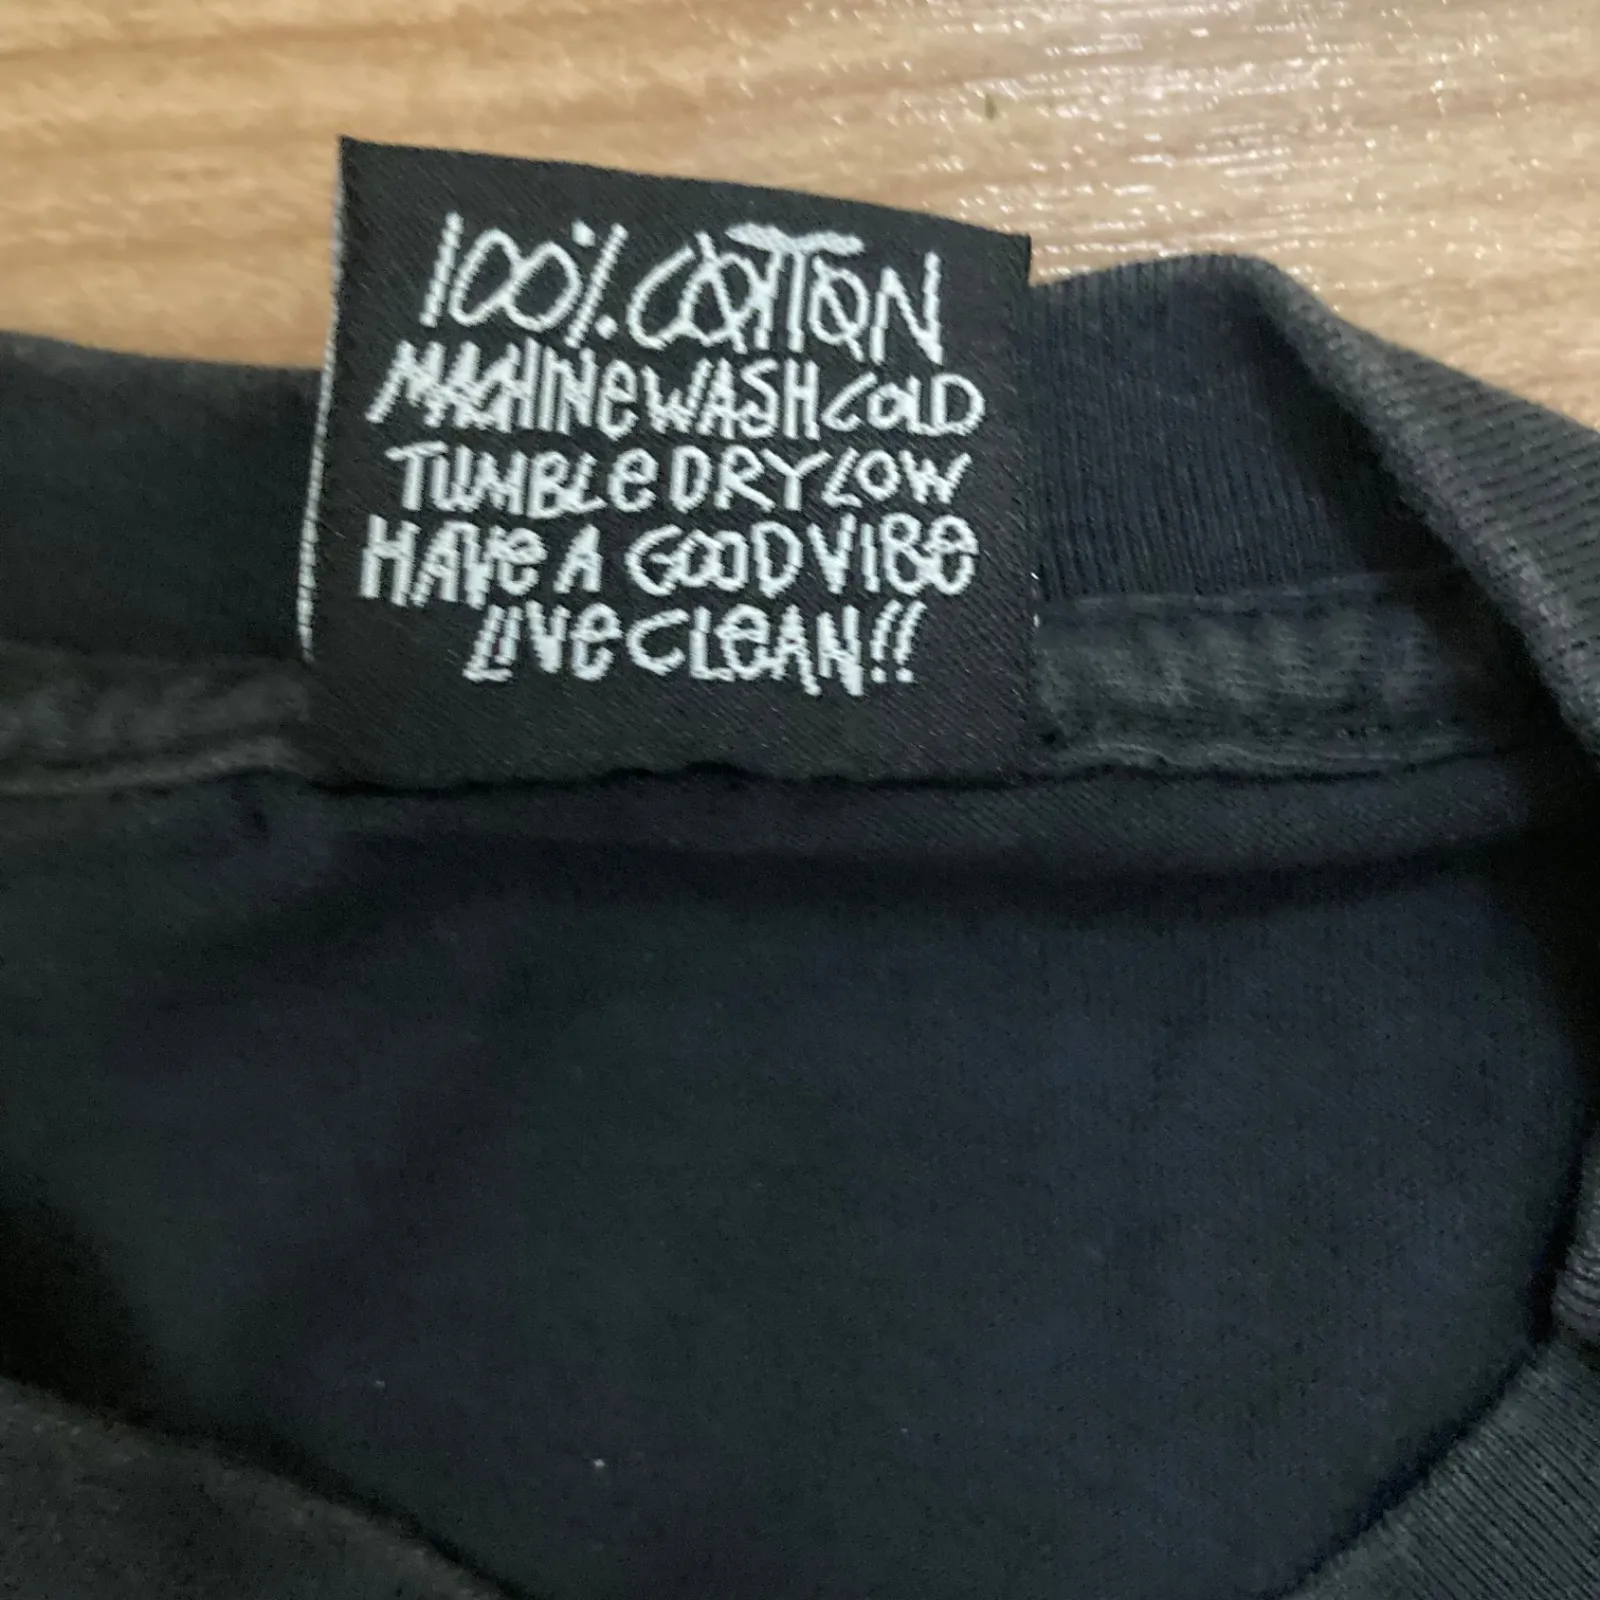 100% COTTON
MACHINe WASH COLD
TUMBLe DRY LOW
HAVe A GOOD VIBe
LIVe CLeAN!!